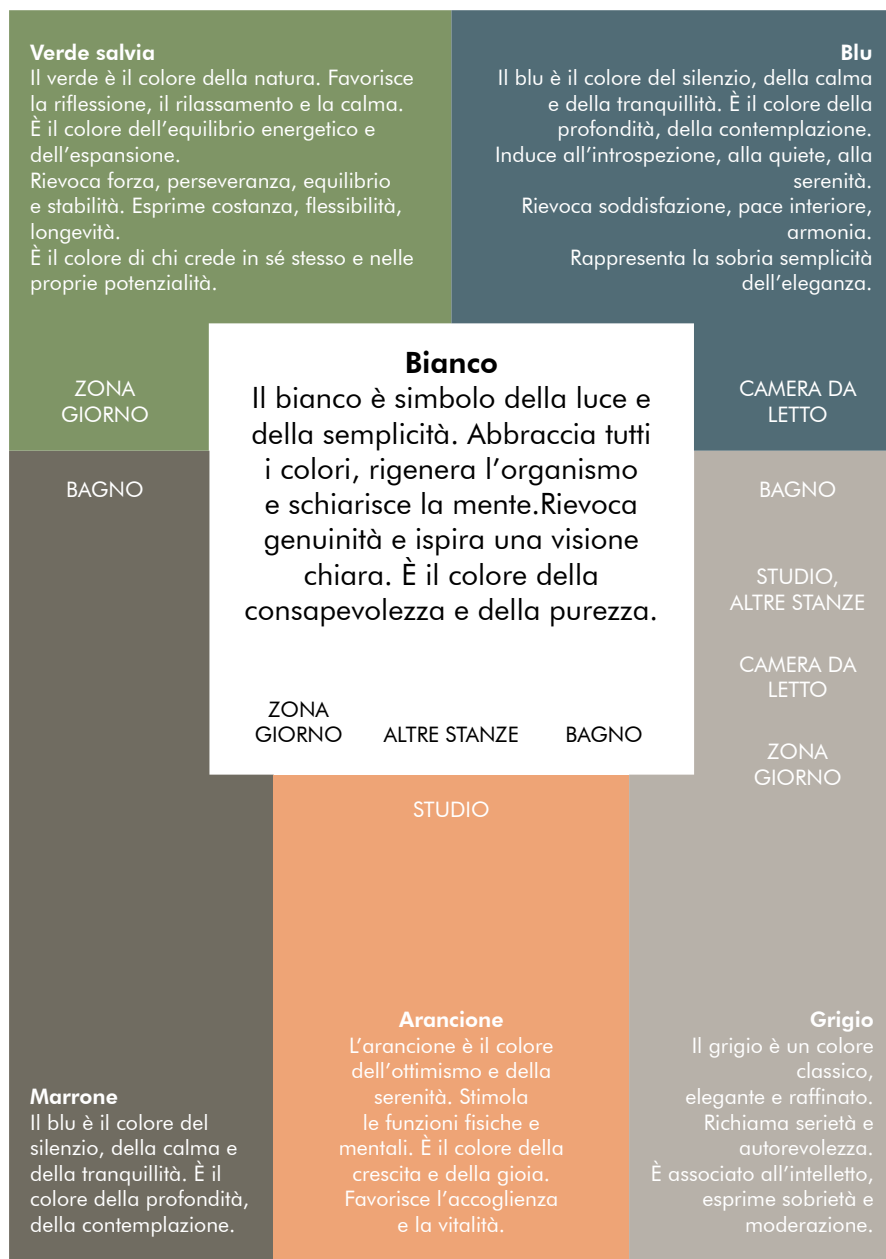 Verde salvia
Il verde è il colore della natura. Favorisce
la riflessione, il rilassamento e la calma.
È il colore dell'equilibrio energetico e
dell'espansione.
Rievoca forza, perseveranza, equilibrio
e stabilità. Esprime costanza, flessibilità,
longevità.
È il colore di chi crede in sé stesso e nelle
proprie potenzialità.
ZONA
GIORNO
Blu
Il blu è il colore del silenzio, della calma
e della tranquillità. È il colore della
profondità, della contemplazione.
Induce all'introspezione, alla quiete, alla
serenità.
Rievoca soddisfazione, pace interiore,
armonia.
Rappresenta la sobria semplicità
dell'eleganza.
CAMERA DA
LETTO
Bianco
Il bianco è simbolo della luce e
della semplicità. Abbraccia tutti
i colori, rigenera l'organismo
e schiarisce la mente.Rievoca
genuinità e ispira una visione
chiara. È il colore della
consapevolezza e della purezza.
ZONA
GIORNO
ALTRE STANZE
BAGNO
BAGNO
Marrone
Il blu è il colore del
silenzio, della calma e
della tranquillità. È il
colore della profondità,
della contemplazione.
STUDIO
Arancione
L'arancione è il colore
dell'ottimismo e della
serenità. Stimola
le funzioni fisiche e
mentali. È il colore della
crescita e della gioia.
Favorisce l'accoglienza
e la vitalità.
BAGNO
STUDIO,
ALTRE STANZE
CAMERA DA
LETTO
ZONA
GIORNO
Grigio
Il grigio è un colore
classico,
elegante e raffinato.
Richiama serietà e
autorevolezza.
È associato all'intelletto,
esprime sobrietà e
moderazione.